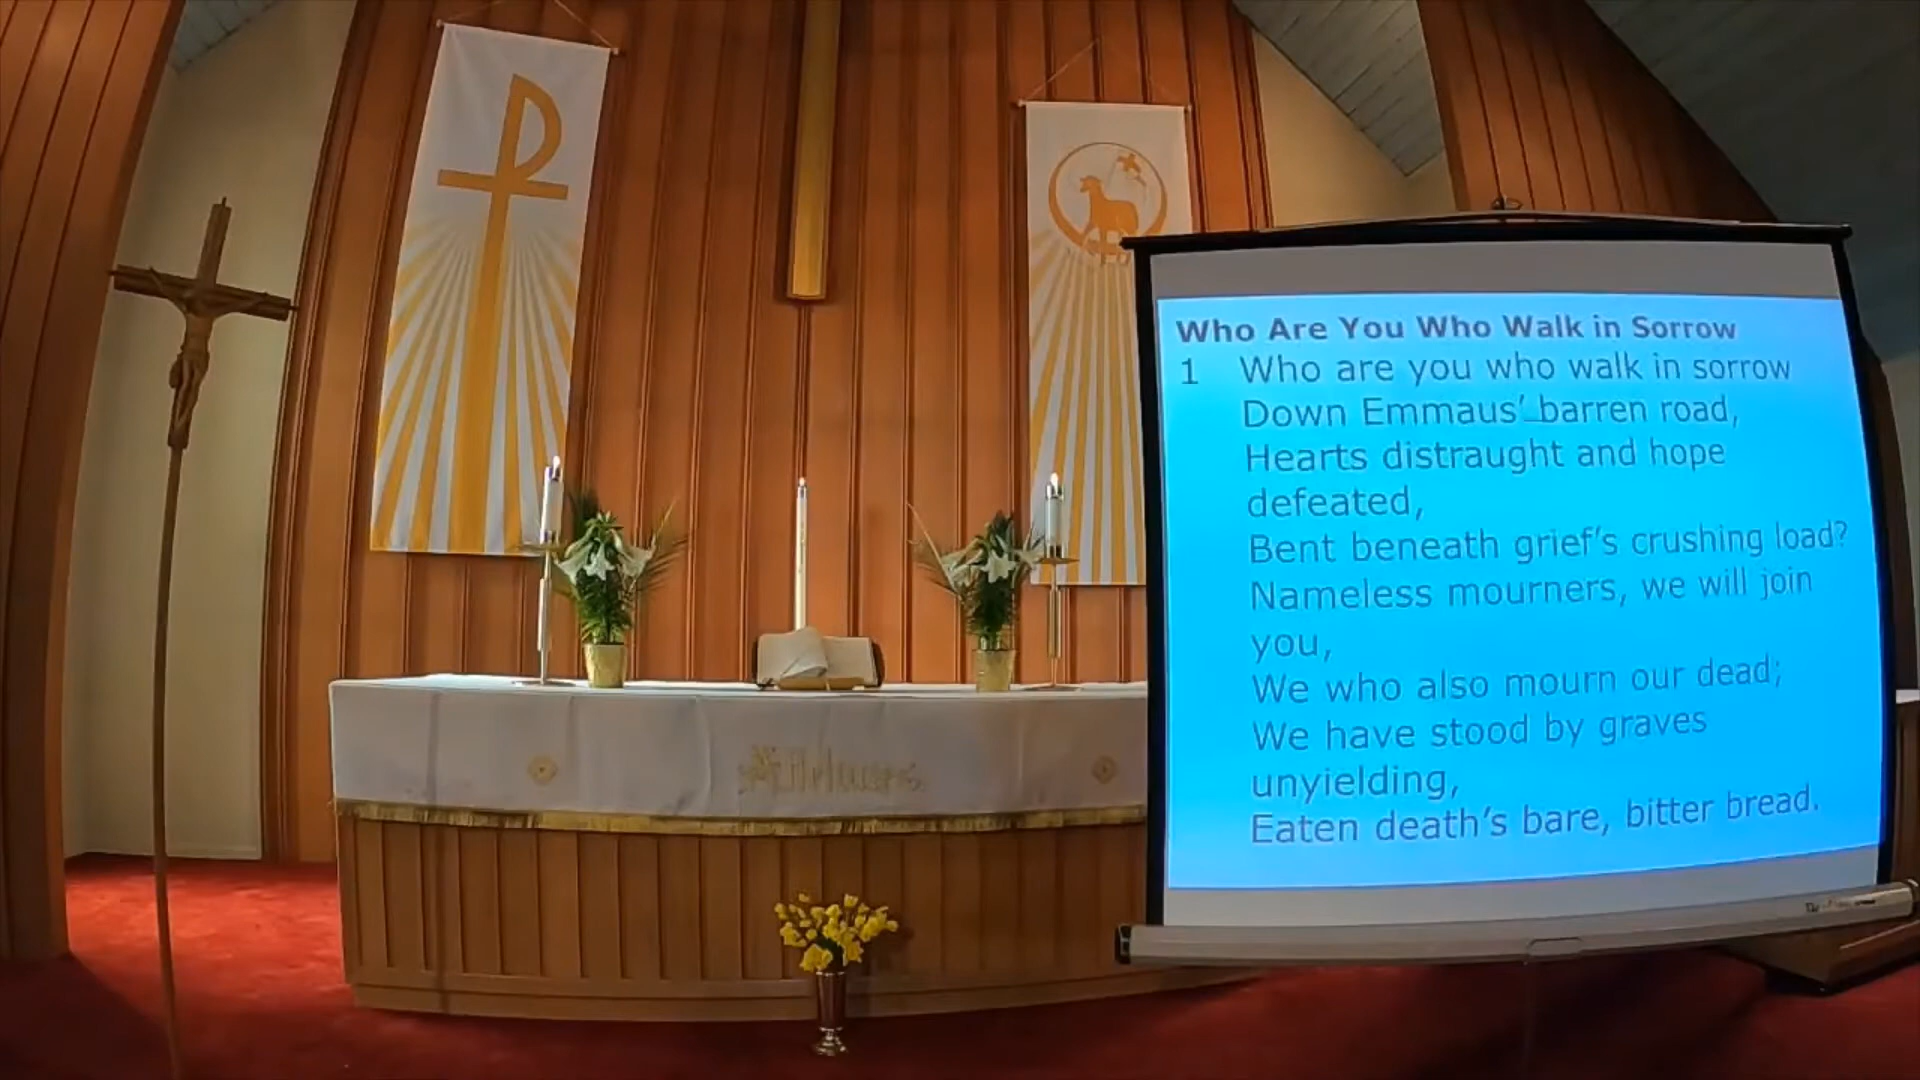 Who Are You Who Walk in Sorrow
1 Who are you who walk in sorrow
Down Emmaus’ barren road,
Hearts distraught and hope
defeated,
Bent beneath grief’s crushing load?
Nameless mourners, we will join
you,
We who also mourn our dead;
We have stood by graves
unyielding,
Eaten death’s bare, bitter bread.